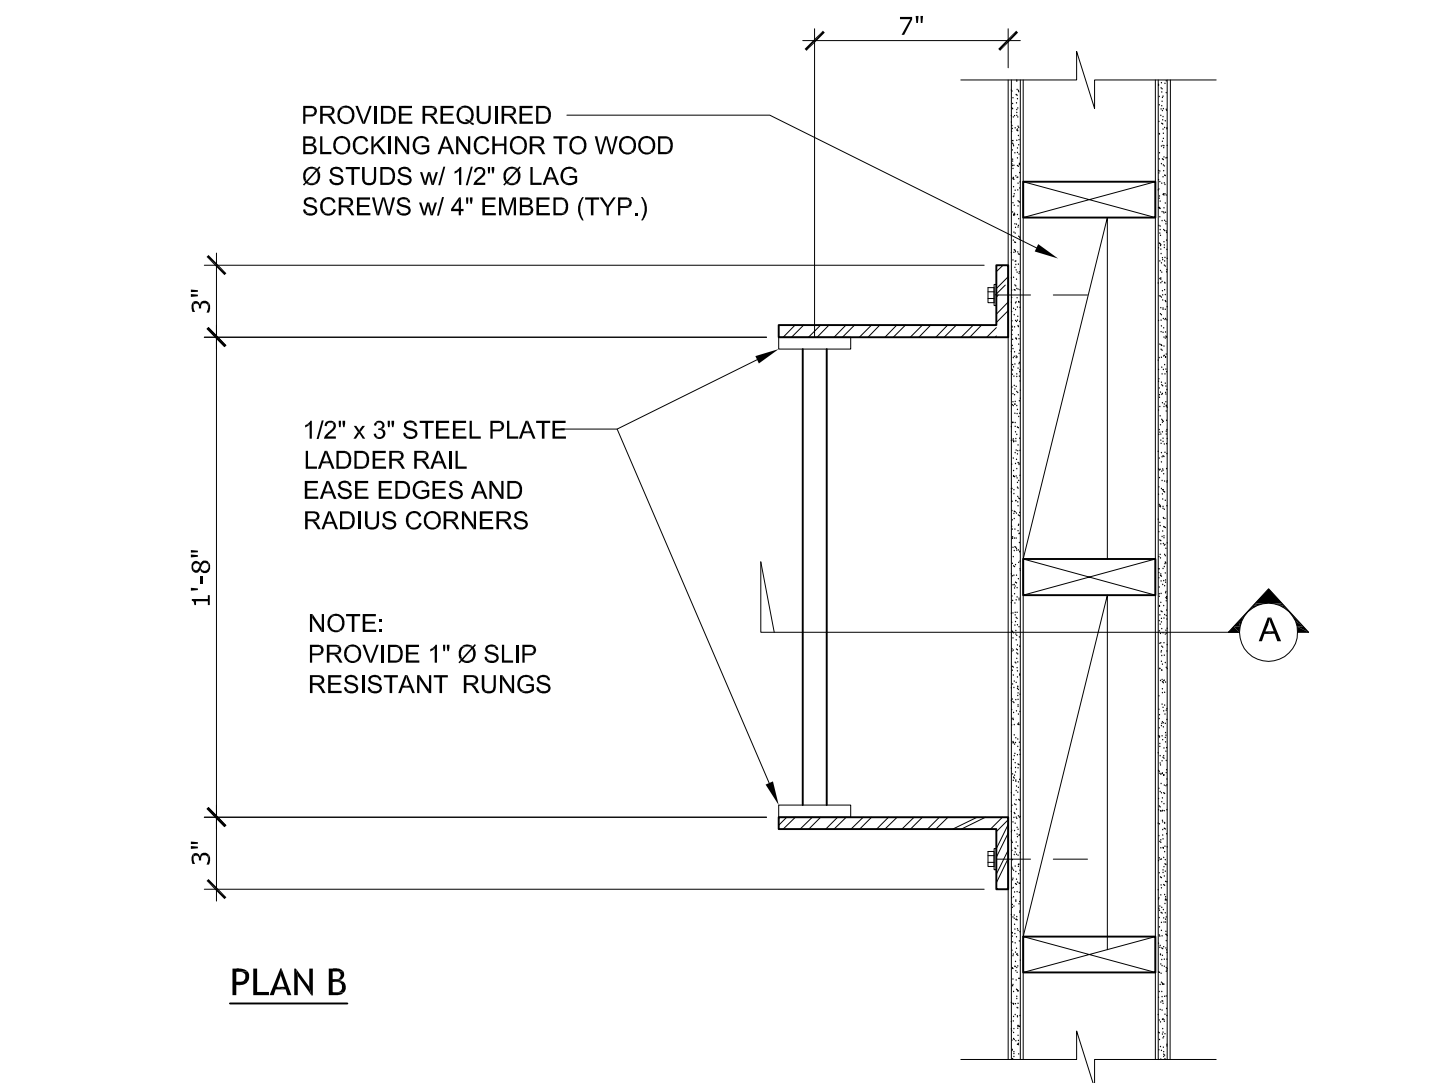 7"
PROVIDE REQUIRED
BLOCKING ANCHOR TO WOOD
Ø STUDS w/ 1/2" Ø LAG
SCREWS w/ 4" EMBED (TYP.)
3"
1/2" x 3" STEEL PLATE
LADDER RAIL
EASE EDGES AND
RADIUS CORNERS
1'-8"
NOTE:
PROVIDE 1" Ø SLIP
RESISTANT RUNGS
A
3"
PLAN B